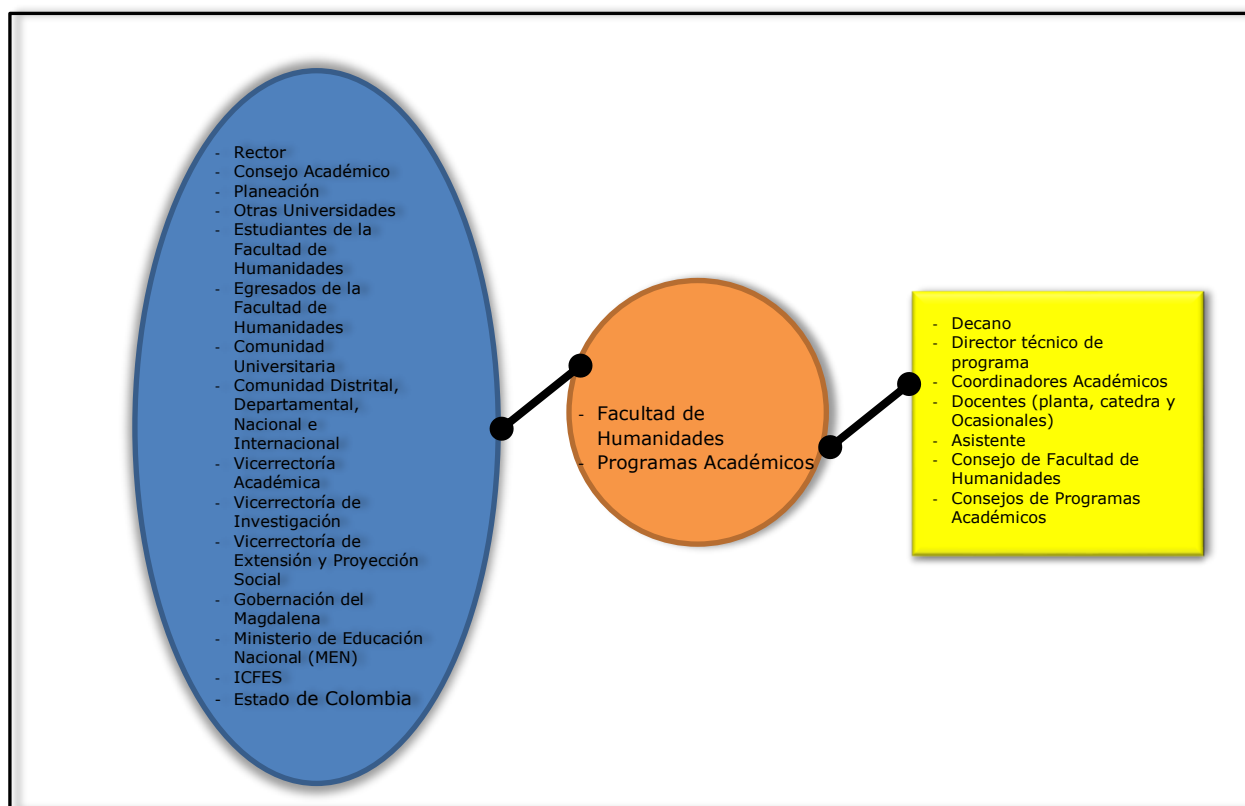 - Rector
- Consejo Académico
- Planeación
- Otras Universidades
- Estudiantes de la
Facultad de
Humanidades
- Egresados de la
Facultad de
Humanidades
- Comunidad
Universitaria
- Comunidad Distrital,
Departamental,
Nacional e
Internacional
- Vicerrectoría
Académica
- Vicerrectoría de
Investigación
- Vicerrectoría de
Extensión y Proyección
Social
- Gobernación del
Magdalena
- Ministerio de Educación
Nacional (MEN)
- ICFES
- Estado de Colombia
- Facultad de
Humanidades
- Programas Académicos
- Decano
- Director técnico de
programa
- Coordinadores Académicos
- Docentes (planta, catedra y
Ocasionales)
- Asistente
- Consejo de Facultad de
Humanidades
- Consejos de Programas
Académicos